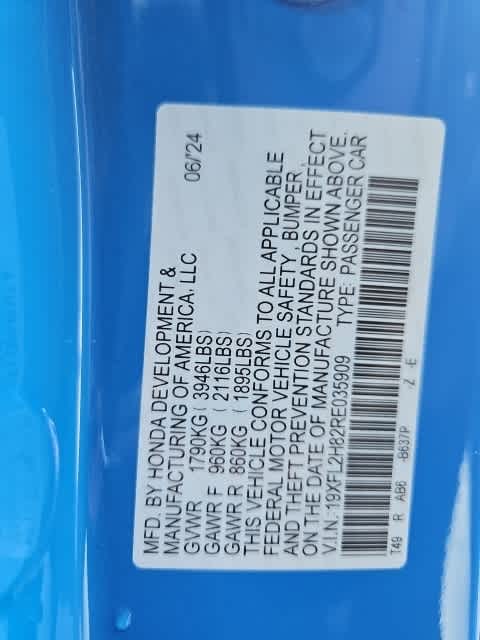 MFD. BY HONDA DEVELOPMENT &
MANUFACTURING OF AMERICA, LLC 06/'24
GVWR 1790KG ( 3946LBS)
GAWR F 960KG ( 2116LBS)
GAWR R 860KG ( 1895LBS)
THIS VEHICLE CONFORMS TO ALL APPLICABLE
FEDERAL MOTOR VEHICLE SAFETY , BUMPER ,
AND THEFT PREVENTION STANDARDS IN EFFECT
ON THE DATE OF MANUFACTURE SHOWN ABOVE.
V.I.N.:19XFL2H82RE035909 TYPE: PASSENGER CAR
T49 R AB6 -B637P -Z -E